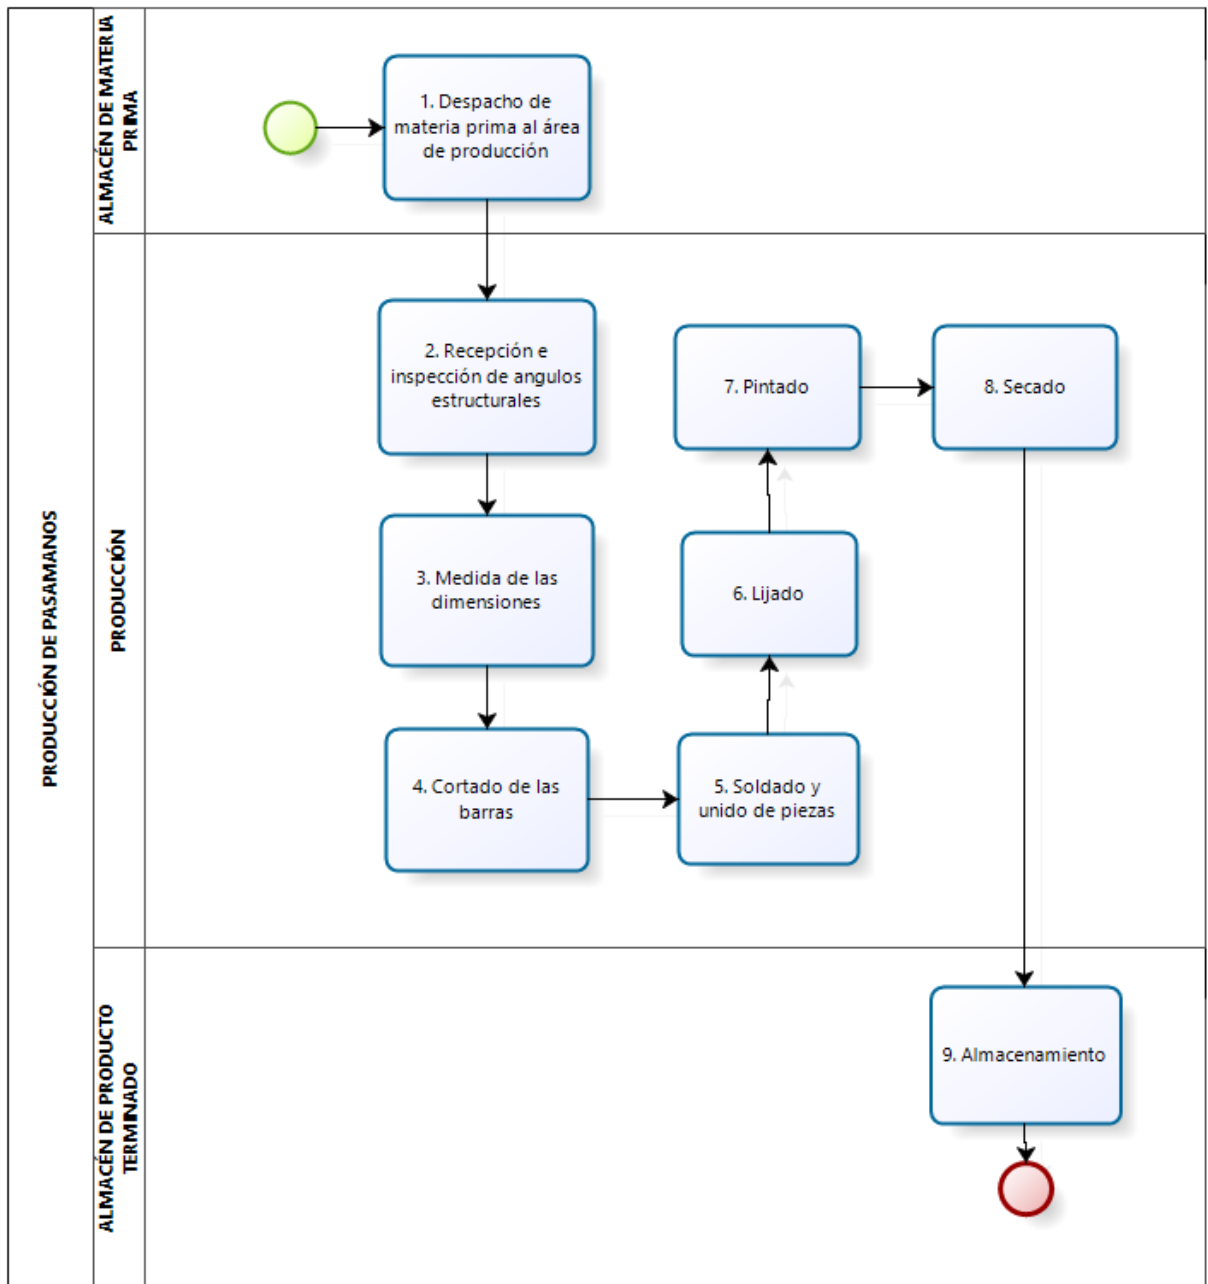 PRODUCCIÓN DE PASAMANOS
ALMACÉN DE MATERIA
PRIMA
1. Despacho de
materia prima al área
de producción
PRODUCCIÓN
2. Recepción e
inspección de angulos
estructurales
3. Medida de las
dimensiones
4. Cortado de las
barras
5. Soldado y
unido de piezas
6. Lijado
7. Pintado
8. Secado
ALMACÉN DE PRODUCTO
TERMINADO
9. Almacenamiento